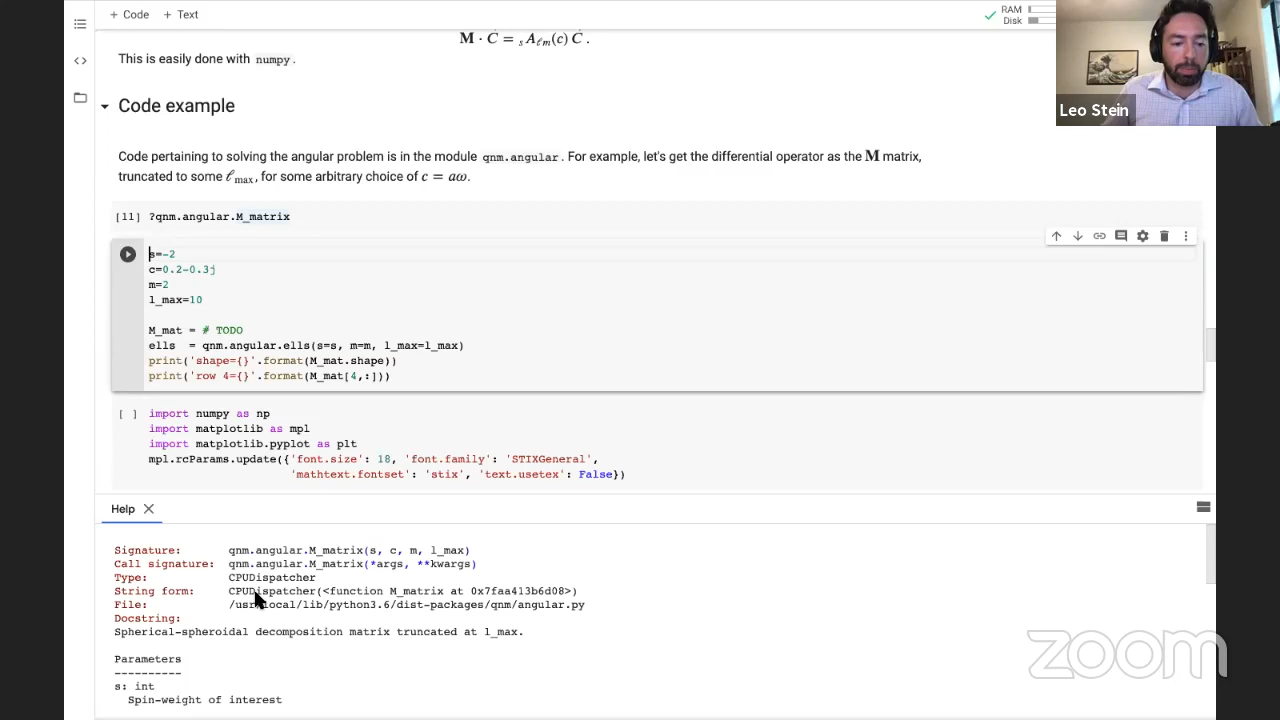 + Code + Text
RAM
Disk
M · C = ₛAℓm(c) C .
This is easily done with numpy.
Code example
Code pertaining to solving the angular problem is in the module qnm.angular. For example, let's get the differential operator as the M matrix,
truncated to some ℓmax, for some arbitrary choice of c = aω.
[11] ?qnm.angular.M_matrix
s=-2
c=0.2-0.3j
m=2
l_max=10
M_mat = # TODO
ells = qnm.angular.ells(s=s, m=m, l_max=l_max)
print('shape={}'.format(M_mat.shape))
print('row 4={}'.format(M_mat[4,:]))
[ ] import numpy as np
import matplotlib as mpl
import matplotlib.pyplot as plt
mpl.rcParams.update({'font.size': 18, 'font.family': 'STIXGeneral',
'mathtext.fontset': 'stix', 'text.usetex': False})
Help
Signature: qnm.angular.M_matrix(s, c, m, l_max)
Call signature: qnm.angular.M_matrix(*args, **kwargs)
Type: CPUDispatcher
String form: CPUDispatcher(<function M_matrix at 0x7faa413b6d08>)
File: /usr/local/lib/python3.6/dist-packages/qnm/angular.py
Docstring:
Spherical-spheroidal decomposition matrix truncated at l_max.
Parameters
----------
s: int
Spin-weight of interest
Leo Stein
zoom